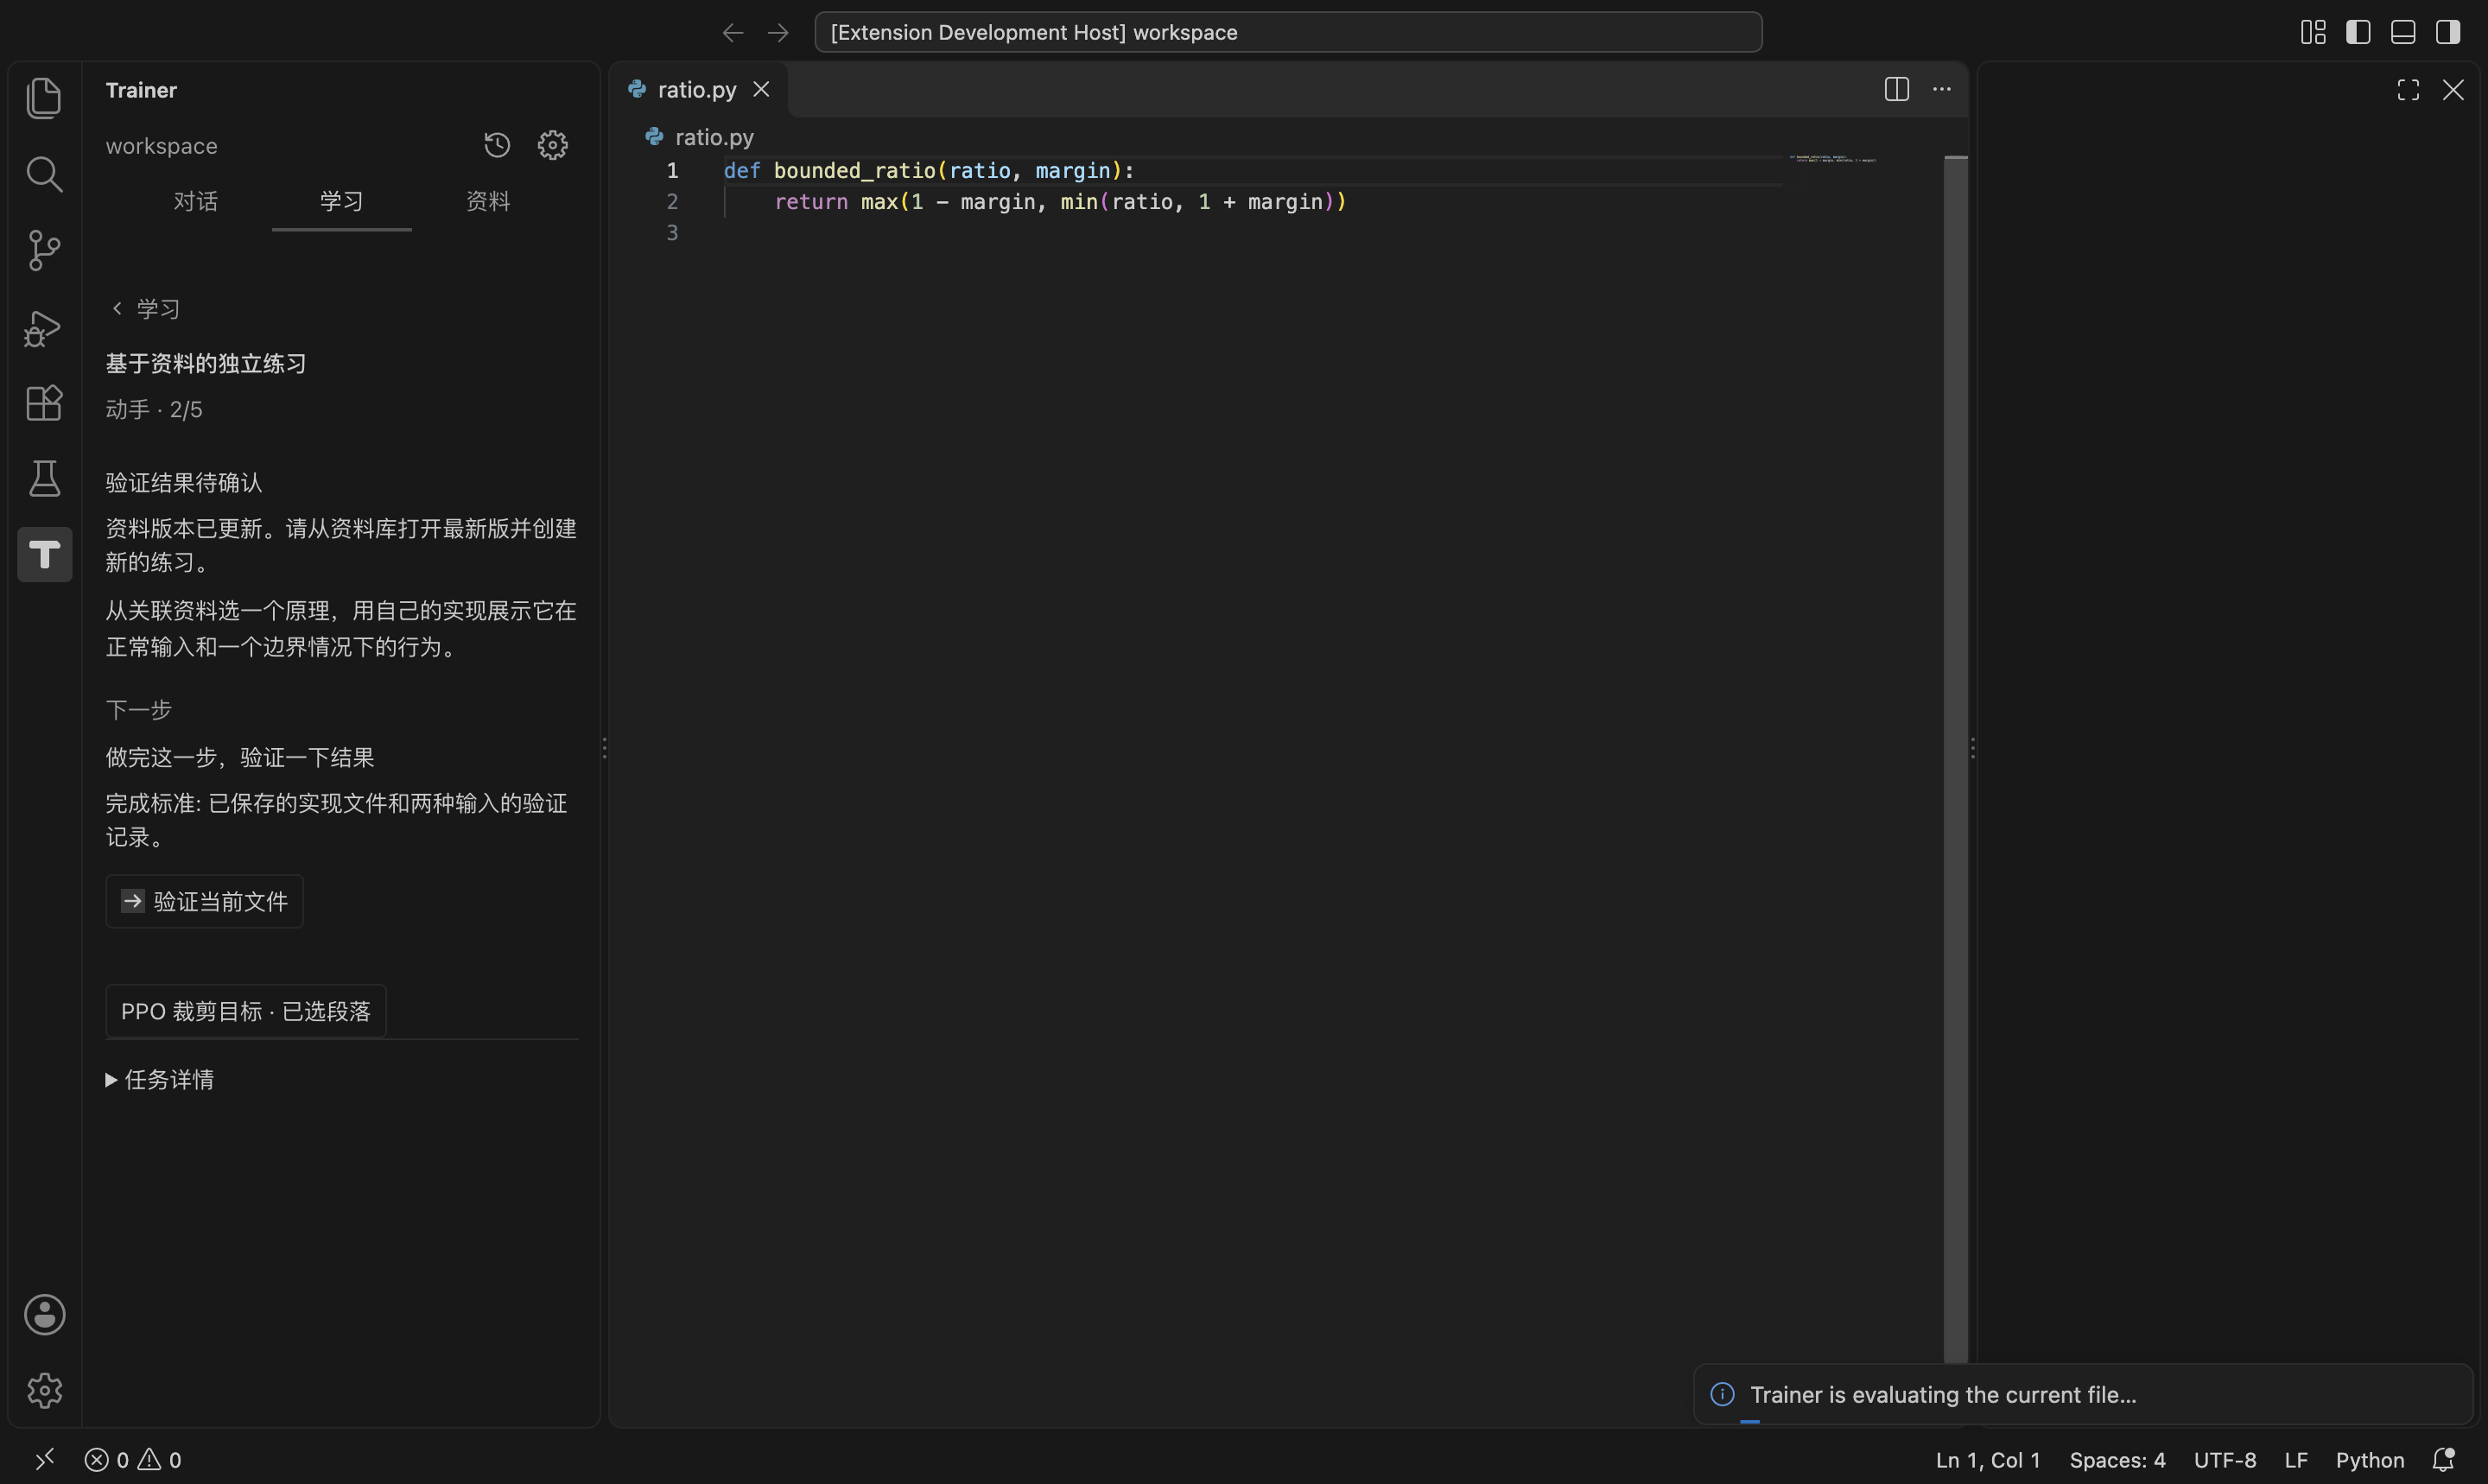 [Extension Development Host] workspace
Trainer
workspace
对话
学习
资料
学习
基于资料的独立练习
动手 · 2/5
验证结果待确认
资料版本已更新。请从资料库打开最新版并创建
新的练习。
从关联资料选一个原理，用自己的实现展示它在
正常输入和一个边界情况下的行为。
下一步
做完这一步，验证一下结果
完成标准: 已保存的实现文件和两种输入的验证
记录。
验证当前文件
PPO 裁剪目标 · 已选段落
任务详情
ratio.py
ratio.py
1 def bounded_ratio(ratio, margin):
2 return max(1 - margin, min(ratio, 1 + margin))
3
Trainer is evaluating the current file...
0 0
Ln 1, Col 1
Spaces: 4
UTF-8
LF
Python